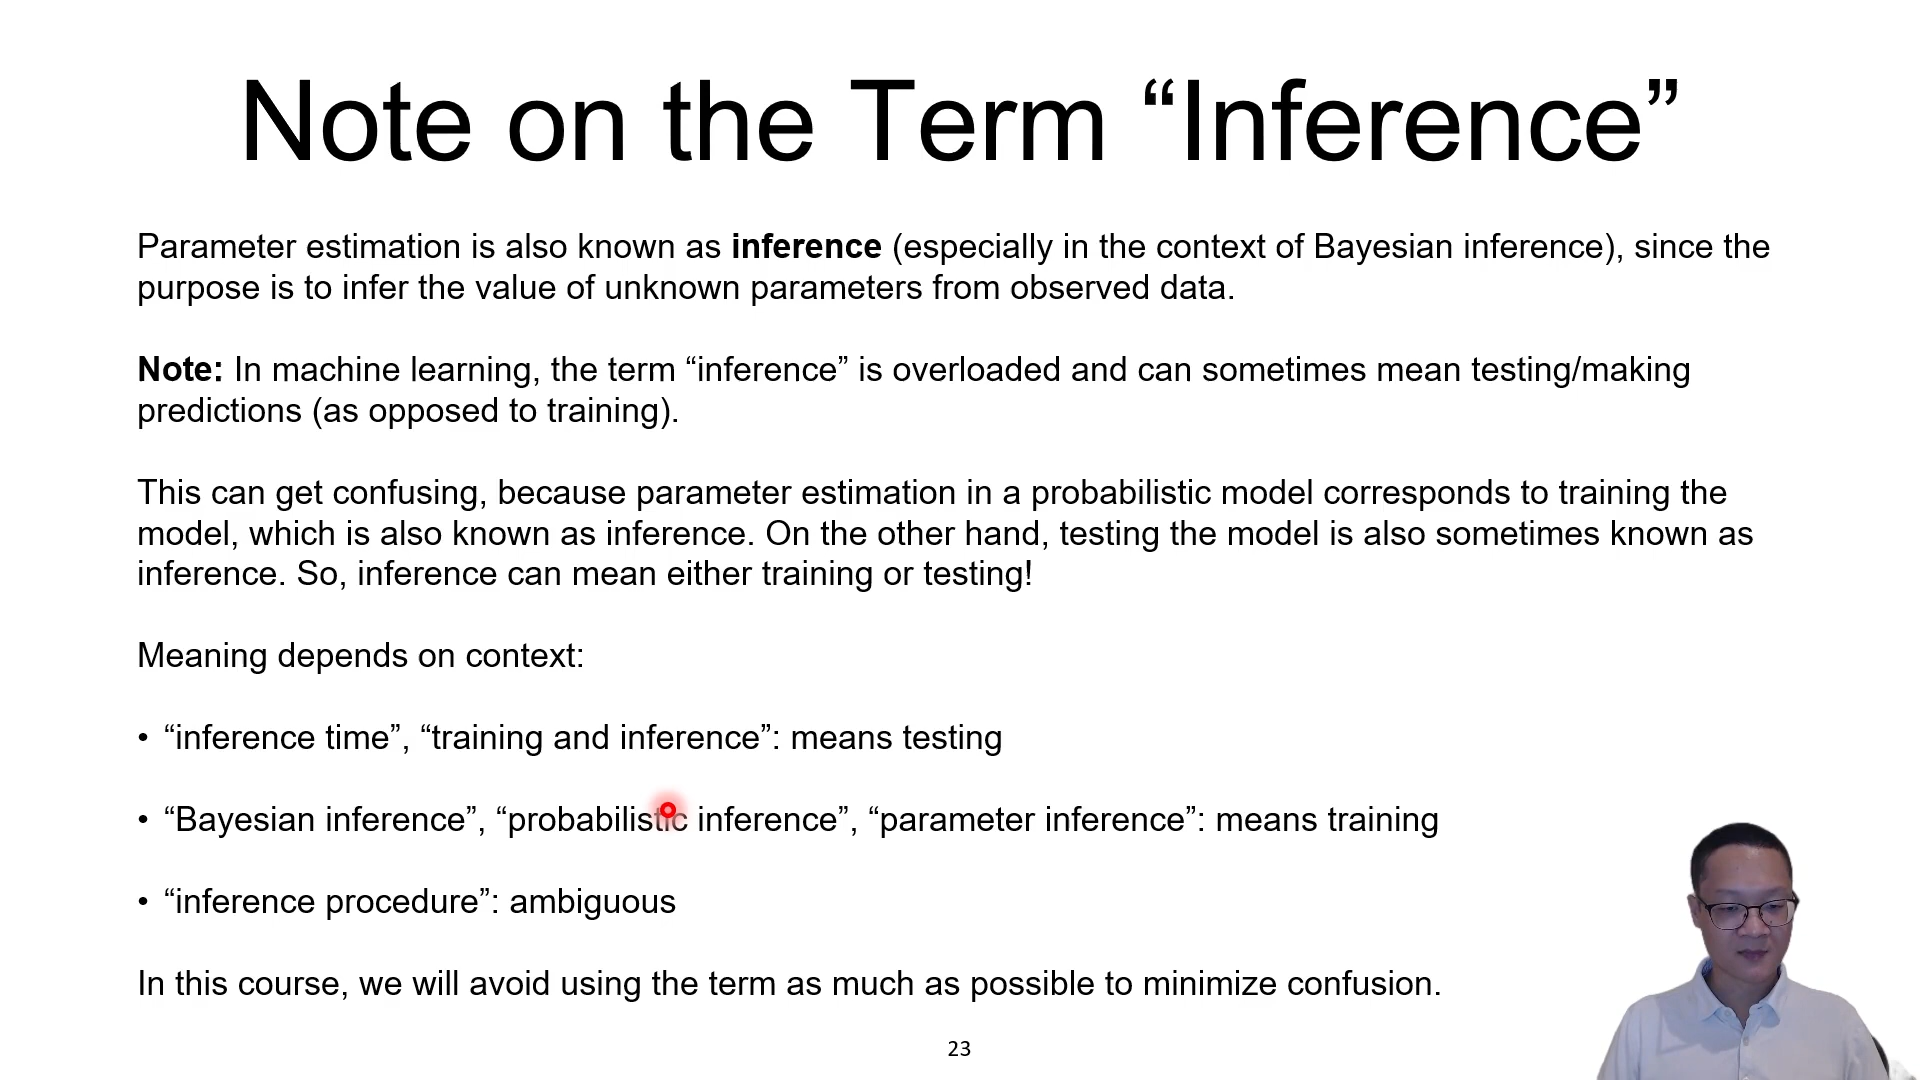 Note on the Term “Inference”
Parameter estimation is also known as inference (especially in the context of Bayesian inference), since the
purpose is to infer the value of unknown parameters from observed data.
Note: In machine learning, the term “inference” is overloaded and can sometimes mean testing/making
predictions (as opposed to training).
This can get confusing, because parameter estimation in a probabilistic model corresponds to training the
model, which is also known as inference. On the other hand, testing the model is also sometimes known as
inference. So, inference can mean either training or testing!
Meaning depends on context:
• “inference time”, “training and inference”: means testing
• “Bayesian inference”, “probabilistic inference”, “parameter inference”: means training
• “inference procedure”: ambiguous
In this course, we will avoid using the term as much as possible to minimize confusion.
23